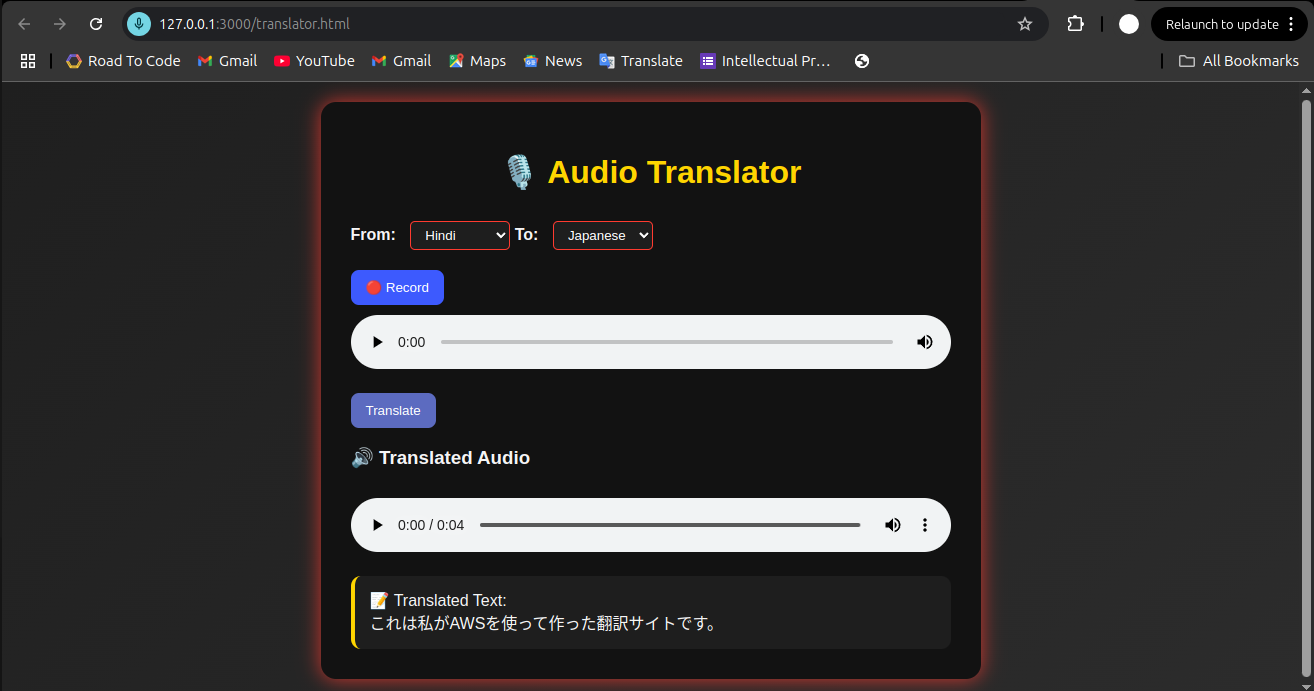 127.0.0.1:3000/translator.html
Relaunch to update
Road To Code
Gmail
YouTube
Gmail
Maps
News
Translate
Intellectual Pr…
All Bookmarks
🎙️ Audio Translator
From: Hindi To: Japanese
🔴 Record
0:00
Translate
🔊 Translated Audio
0:00 / 0:04
📝 Translated Text:
これは私がAWSを使って作った翻訳サイトです。